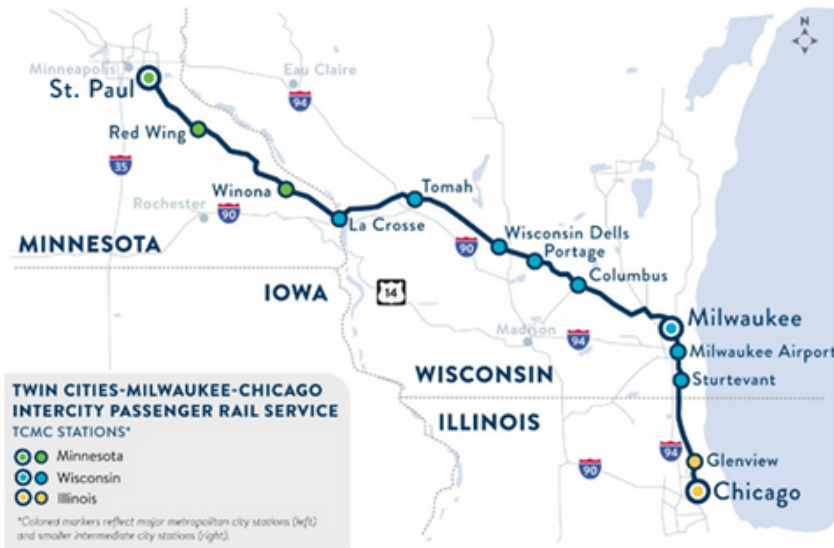 N
Minneapolis
St. Paul
Eau Claire
94
Red Wing
35
Winona
Tomah
Rochester
90
La Crosse
Wisconsin Dells
90
Portage
MINNESOTA
Columbus
IOWA
14
Milwaukee
Madison
94
Milwaukee Airport
WISCONSIN
Sturtevant
ILLINOIS
94
Glenview
90
Chicago
TWIN CITIES-MILWAUKEE-CHICAGO
INTERCITY PASSENGER RAIL SERVICE
TCMC STATIONS*
Minnesota
Wisconsin
Illinois
*Colored markers reflect major metropolitan city stations (left)
and smaller intermediate city stations (right).